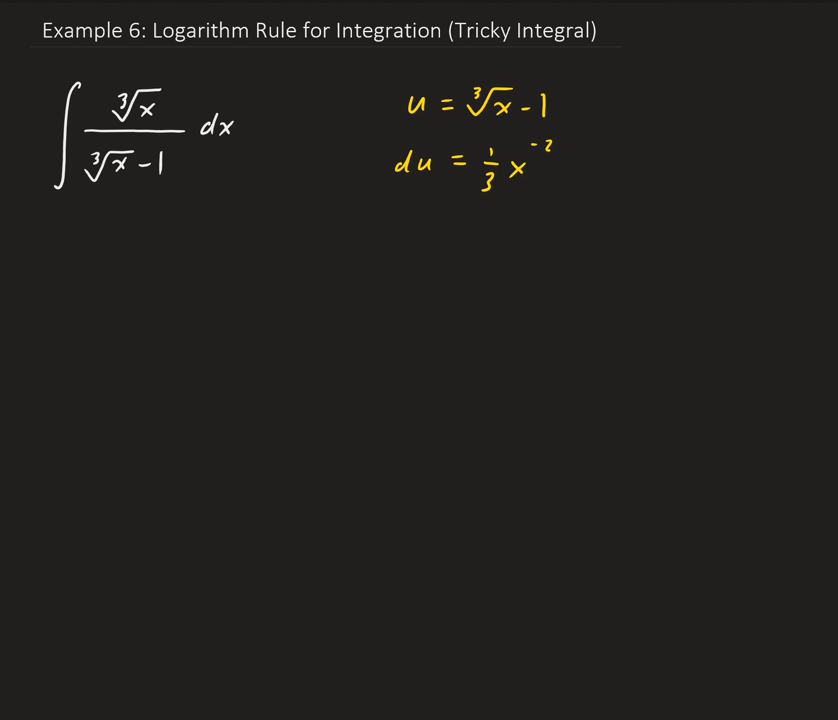 Example 6: Logarithm Rule for Integration (Tricky Integral)
∫ ∛x / (∛x - 1) dx
u = ∛x - 1
du = 1/3 x^-2